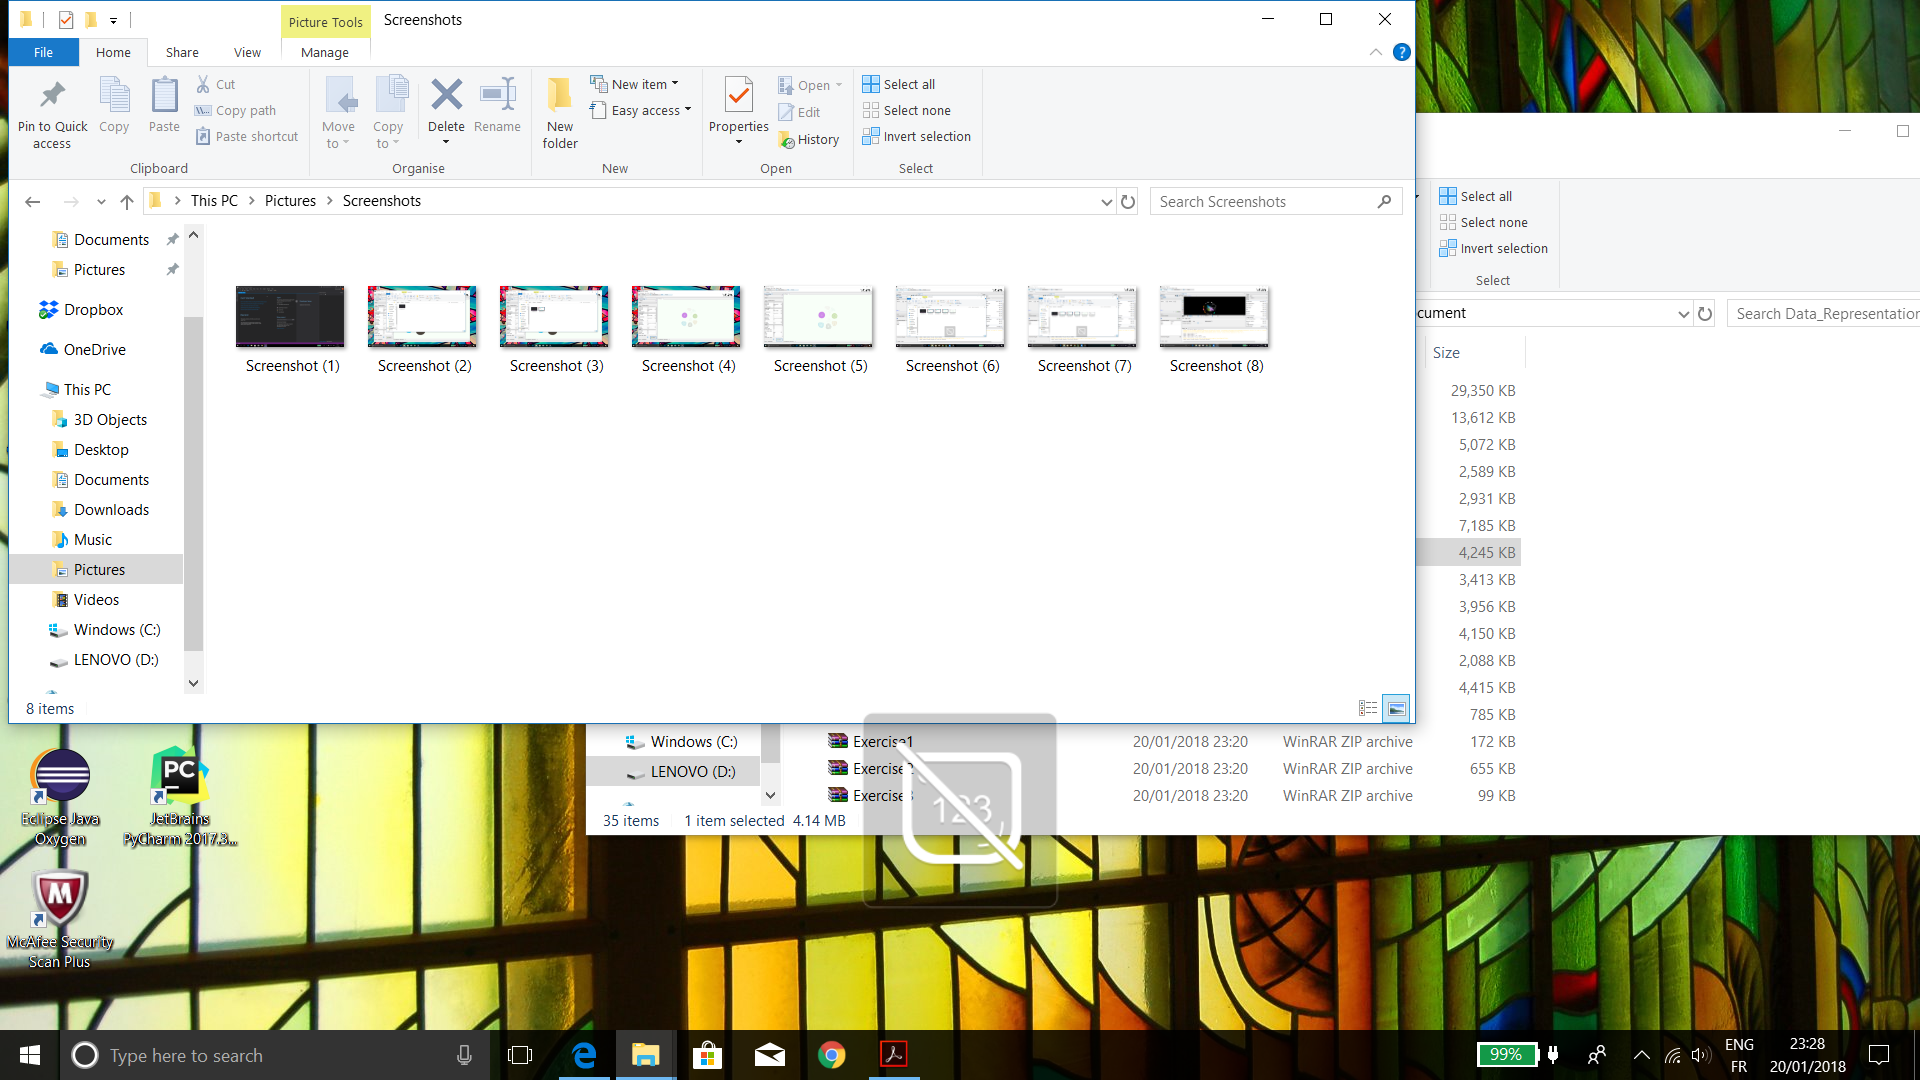 Picture Tools
Screenshots
File
Home
Share
View
Manage
Pin to Quick access
Copy
Paste
Cut
Copy path
Paste shortcut
Clipboard
Move to
Copy to
Delete
Rename
Organise
New folder
New item
Easy access
New
Properties
Open
Edit
History
Open
Select all
Select none
Invert selection
Select
This PC
Pictures
Screenshots
Search Screenshots
Documents
Pictures
Dropbox
OneDrive
This PC
3D Objects
Desktop
Documents
Downloads
Music
Pictures
Videos
Windows (C:)
LENOVO (D:)
8 items
Screenshot (1)
Screenshot (2)
Screenshot (3)
Screenshot (4)
Screenshot (5)
Screenshot (6)
Screenshot (7)
Screenshot (8)
Select all
Select none
Invert selection
Select
cument
Search Data_Representation
Size
29,350 KB
13,612 KB
5,072 KB
2,589 KB
2,931 KB
7,185 KB
4,245 KB
3,413 KB
3,956 KB
4,150 KB
2,088 KB
4,415 KB
785 KB
Windows (C:)
LENOVO (D:)
Exercise1 20/01/2018 23:20 WinRAR ZIP archive 172 KB
Exercise2 20/01/2018 23:20 WinRAR ZIP archive 655 KB
Exercise3 20/01/2018 23:20 WinRAR ZIP archive 99 KB
35 items 1 item selected 4.14 MB
123
PC
Eclipse Java Oxygen
JetBrains PyCharm 2017.3...
McAfee Security Scan Plus
Type here to search
99%
ENG
FR
23:28
20/01/2018